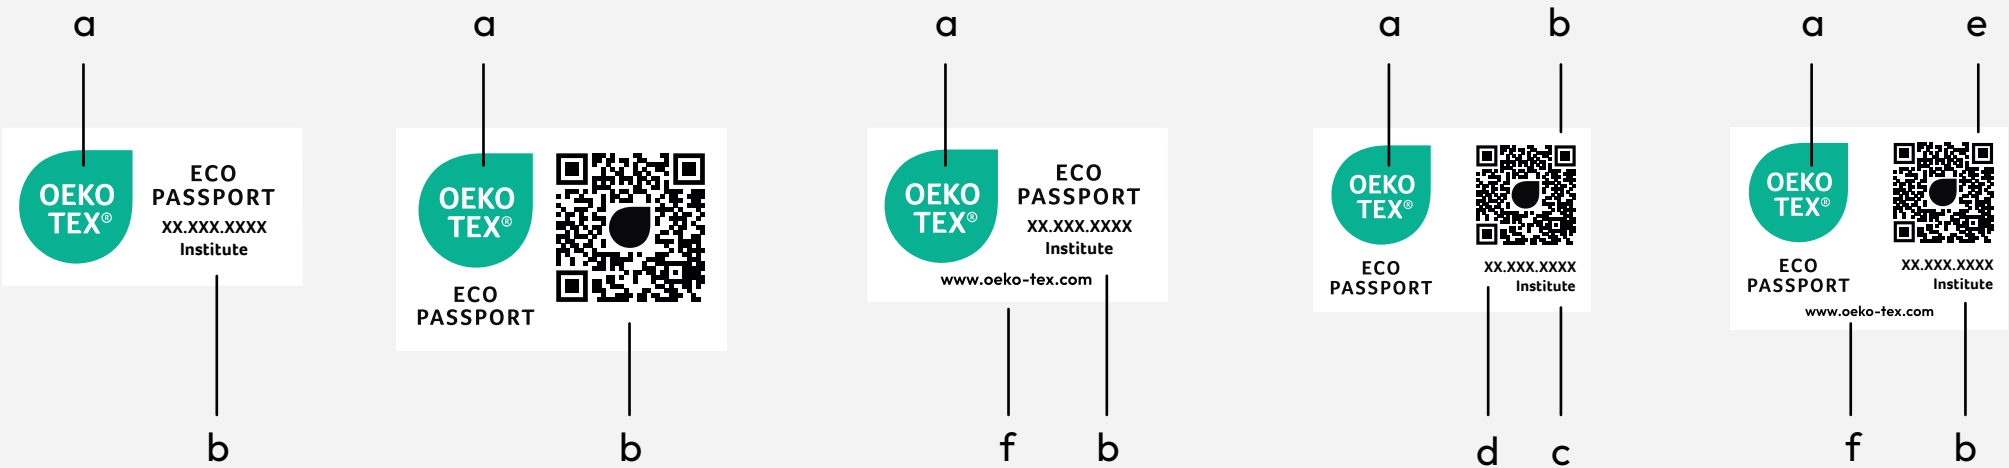 a
a
a
a
b
a
e
OEKO
TEX®
ECO
PASSPORT
XX.XXX.XXXX
Institute
b
OEKO
TEX®
ECO
PASSPORT
b
OEKO
TEX®
ECO
PASSPORT
XX.XXX.XXXX
Institute
www.oeko-tex.com
f
b
OEKO
TEX®
ECO
PASSPORT
XX.XXX.XXXX
Institute
d
c
OEKO
TEX®
ECO
PASSPORT
XX.XXX.XXXX
Institute
www.oeko-tex.com
f
b